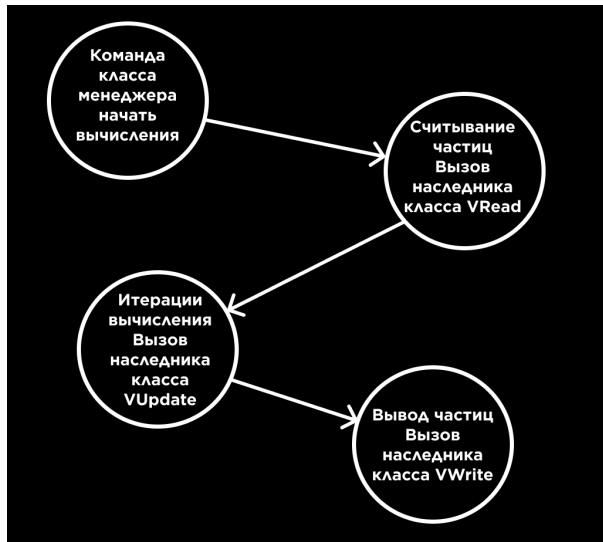 Команда
класса
менеджера
начать
вычисления
Считывание
частиц
Вызов
наследника
класса VRead
Итерации
вычисления
Вызов
наследника
класса
VUpdate
Вывод частиц
Вызов
наследника
класса VWrite